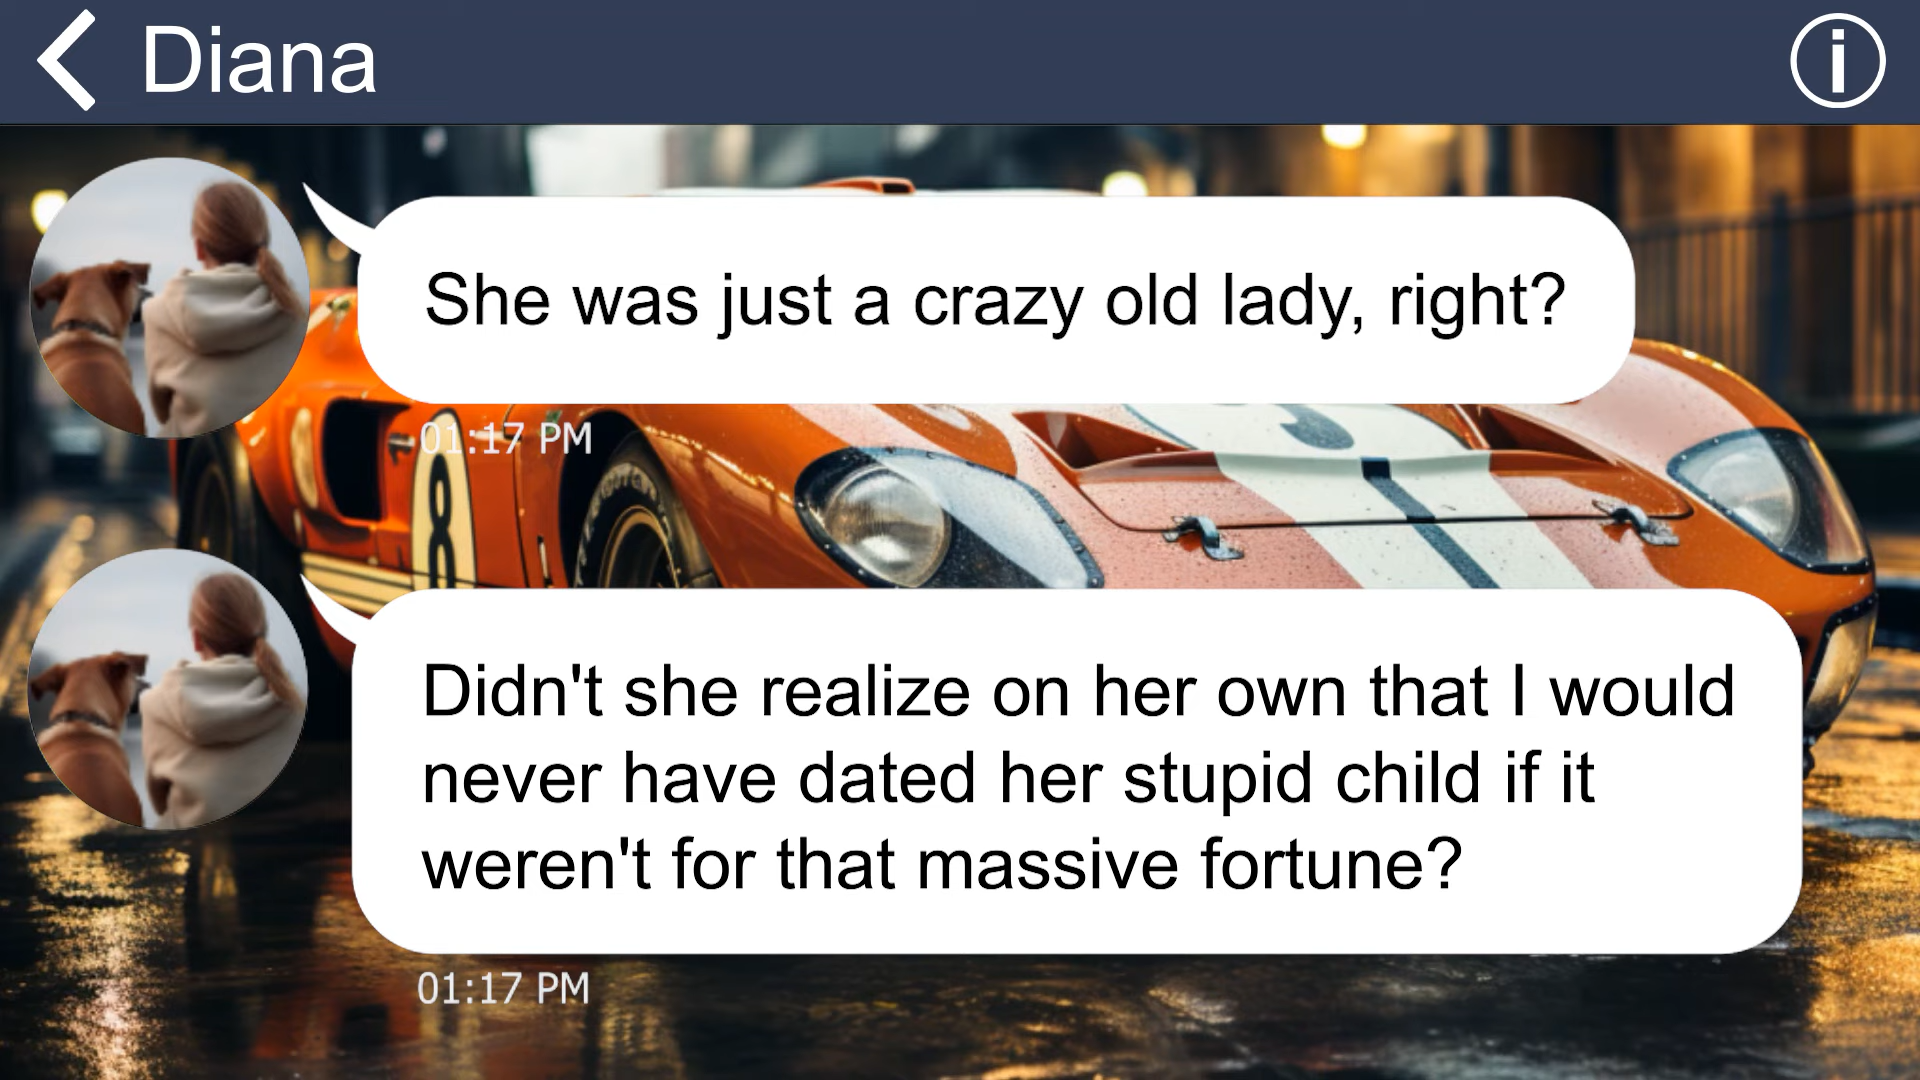 Diana
She was just a crazy old lady, right?
01:17 PM
8
Didn't she realize on her own that I would
never have dated her stupid child if it
weren't for that massive fortune?
01:17 PM